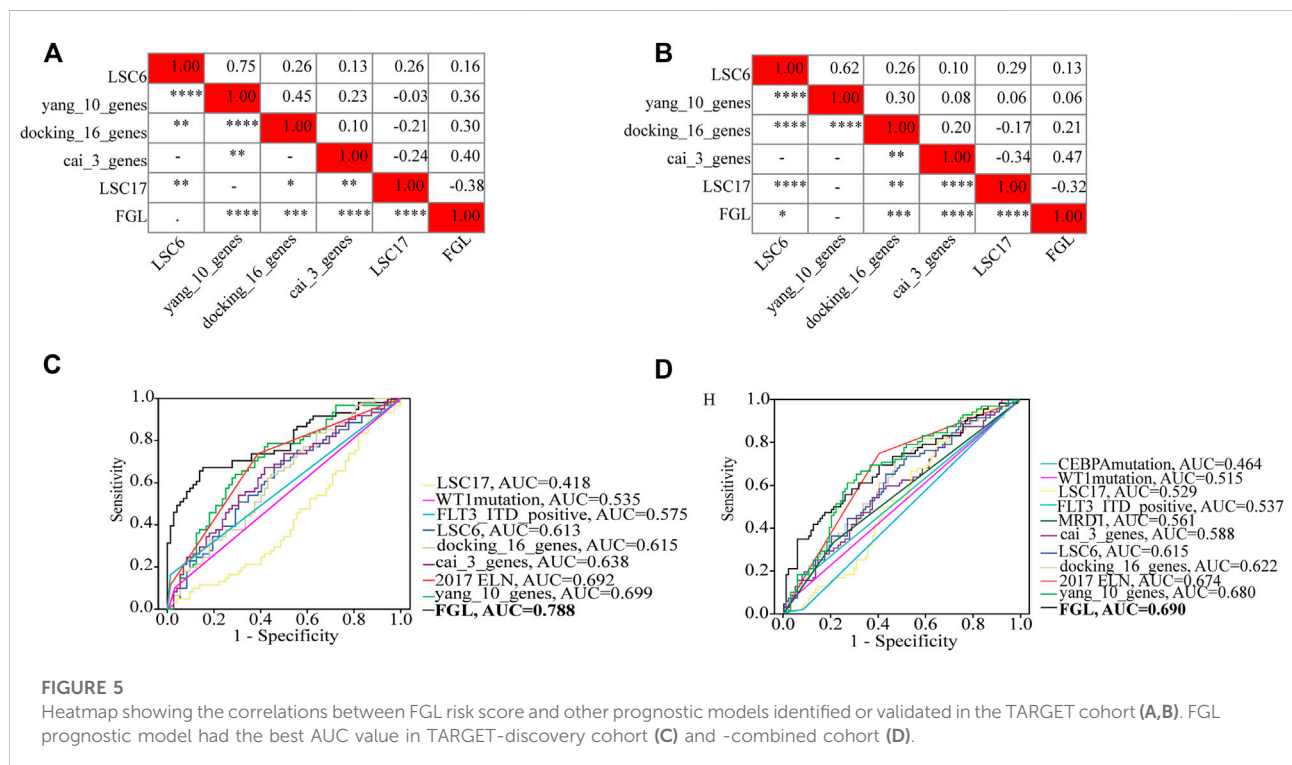 A
LSC6 1.00 0.75 0.26 0.13 0.26 0.16
yang_10_genes **** 1.00 0.45 0.23 -0.03 0.36
docking_16_genes ** **** 1.00 0.10 -0.21 0.30
cai_3_genes - ** - 1.00 -0.24 0.40
LSC17 ** - * ** 1.00 -0.38
FGL . **** *** **** **** 1.00
LSC6 yang_10_genes docking_16_genes cai_3_genes LSC17 FGL
B
LSC6 1.00 0.62 0.26 0.10 0.29 0.13
yang_10_genes **** 1.00 0.30 0.08 0.06 0.06
docking_16_genes **** **** 1.00 0.20 -0.17 0.21
cai_3_genes - - ** 1.00 -0.34 0.47
LSC17 **** - ** **** 1.00 -0.32
FGL * - *** **** **** 1.00
LSC6 yang_10_genes docking_16_genes cai_3_genes LSC17 FGL
C
Sensitivity
1.0
0.8
0.6
0.4
0.2
0.0
0.0 0.2 0.4 0.6 0.8 1.0
1 - Specificity
LSC17, AUC=0.418
WT1mutation, AUC=0.535
FLT3_ITD_positive, AUC=0.575
LSC6, AUC=0.613
docking_16_genes, AUC=0.615
cai_3_genes, AUC=0.638
2017 ELN, AUC=0.692
yang_10_genes, AUC=0.699
FGL, AUC=0.788
D
H
Sensitivity
1.0
0.8
0.6
0.4
0.2
0.0
0.0 0.2 0.4 0.6 0.8 1.0
1 - Specificity
CEBPAmutation, AUC=0.464
WT1mutation, AUC=0.515
LSC17, AUC=0.529
FLT3_ITD_positive, AUC=0.537
MRD1, AUC=0.561
cai_3_genes, AUC=0.588
LSC6, AUC=0.615
docking_16_genes, AUC=0.622
2017 ELN, AUC=0.674
yang_10_genes, AUC=0.680
FGL, AUC=0.690
FIGURE 5
Heatmap showing the correlations between FGL risk score and other prognostic models identified or validated in the TARGET cohort (A,B). FGL
prognostic model had the best AUC value in TARGET-discovery cohort (C) and -combined cohort (D).